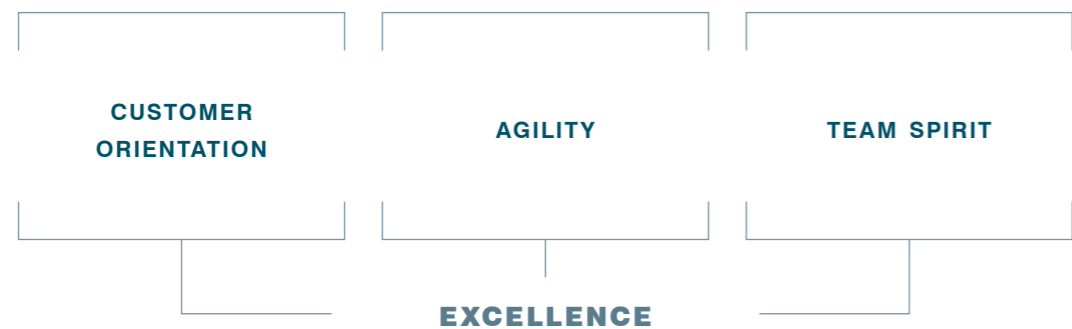 CUSTOMER
ORIENTATION
AGILITY
TEAM SPIRIT
EXCELLENCE